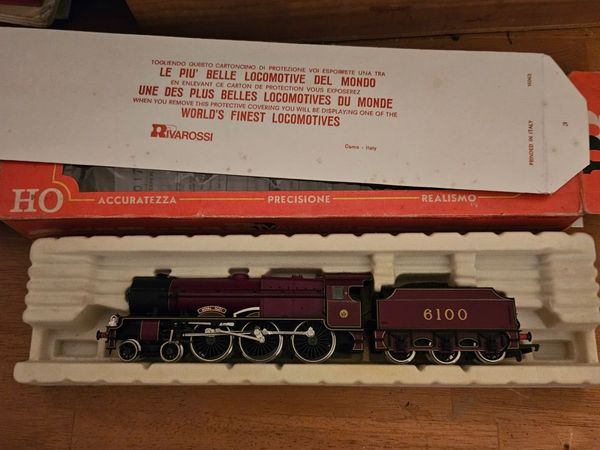 TOGLIENDO QUESTO CARTONCINO DI PROTEZIONE VOI ESPORRETE UNA TRA
LE PIU' BELLE LOCOMOTIVE DEL MONDO
EN ENLEVANT CE CARTON DE PROTECTION VOUS EXPOSEREZ
UNE DES PLUS BELLES LOCOMOTIVES DU MONDE
WHEN YOU REMOVE THIS PROTECTIVE COVERING YOU WILL BE DISPLAYING ONE OF THE
WORLD'S FINEST LOCOMOTIVES
RIVAROSSI
Como - Italy
PRINTED IN ITALY
HO
ACCURATEZZA
PRECISIONE
REALISMO
6100